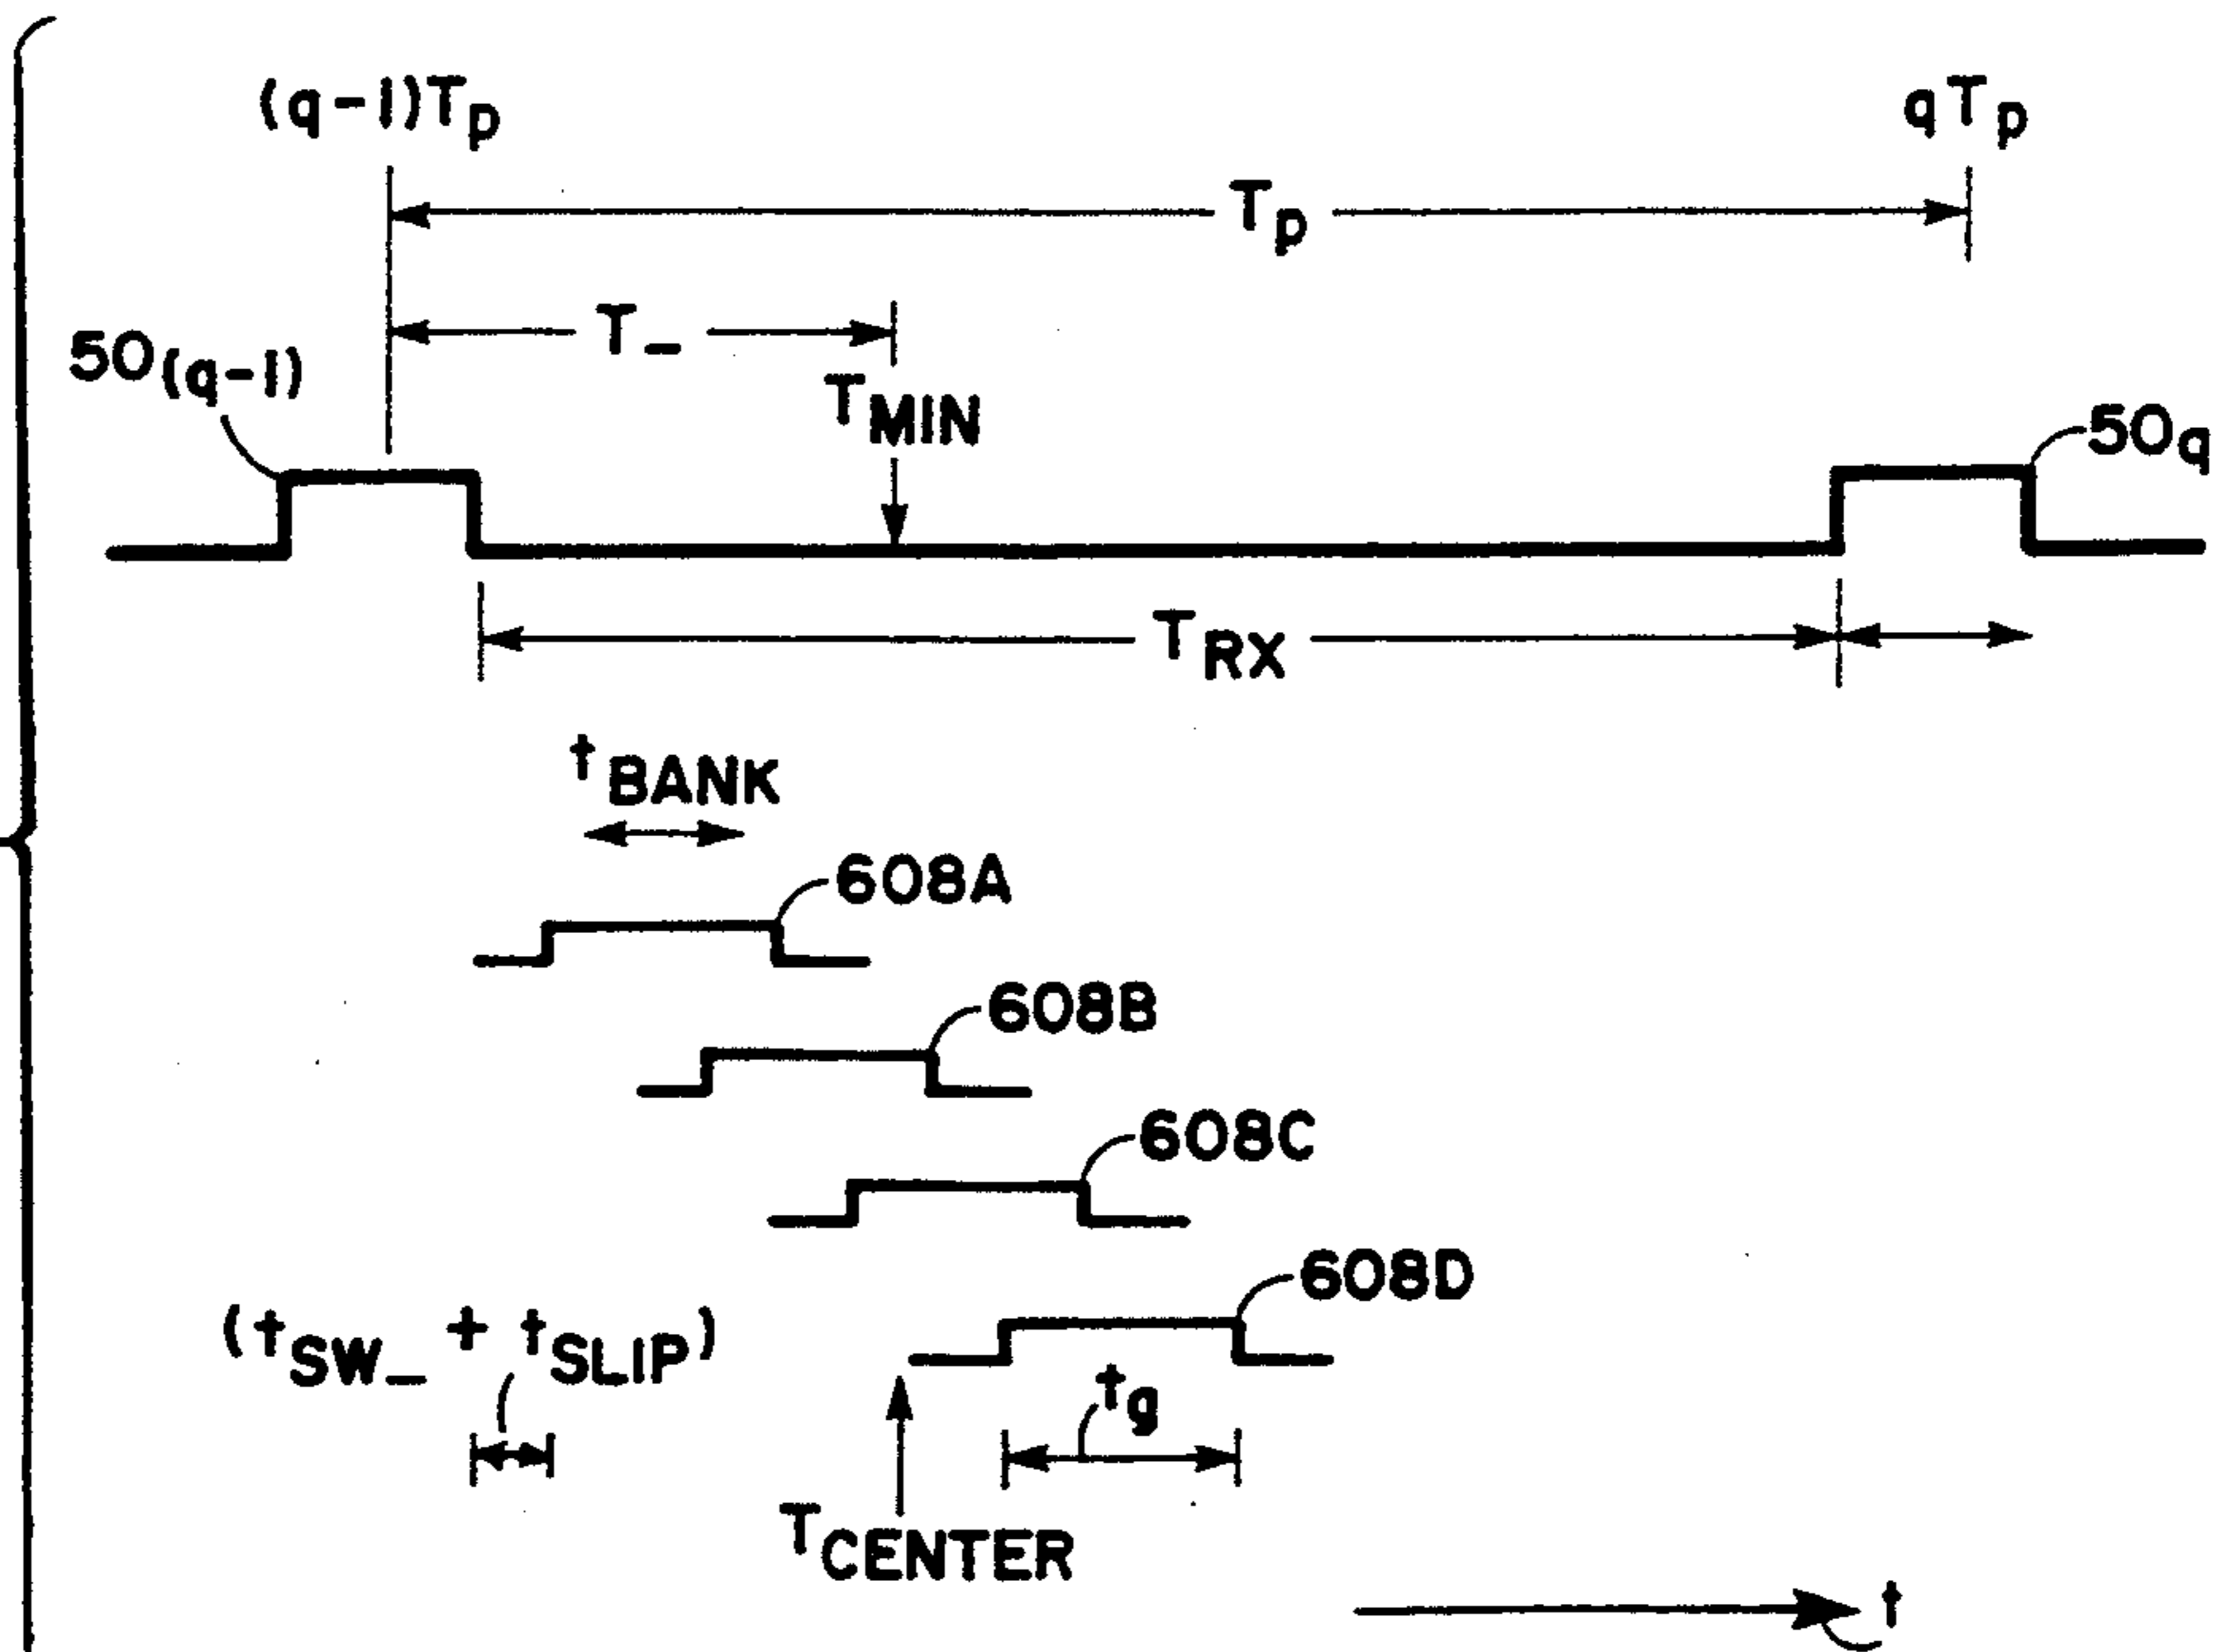 (q-1)Tp
qTp
Tp
T_
50(q-1)
TMIN
50q
TRX
tBANK
608A
608B
608C
608D
(tSW_ + tSLIP)
tg
TCENTER
t